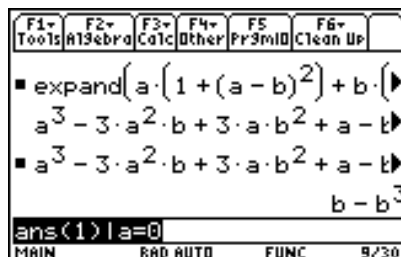 F1▾ F2▾ F3▾ F4▾ F5 F6▾
Tools Algebra Calc Other PrgmIO Clean Up
▪ expand(a·(1+(a−b)²)+b·(▶
a³−3·a²·b+3·a·b²+a−b▶
▪ a³−3·a²·b+3·a·b²+a−b▶
b−b³
ans(1)|a=0
MAIN RAD AUTO FUNC 9/30